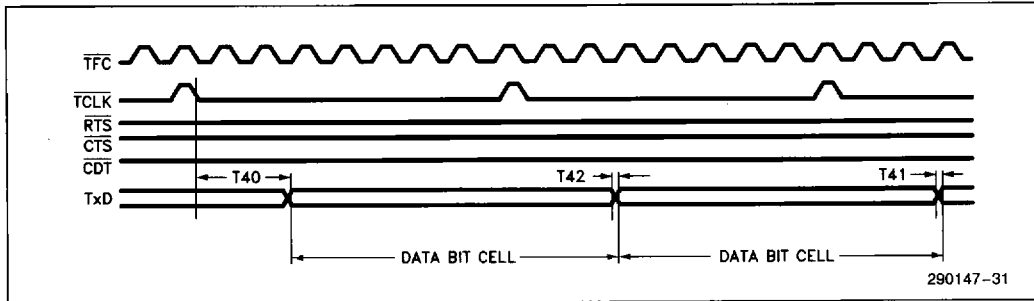 TFC
TCLK
RTS
CTS
CDT
T40 T42 T41
TxD
DATA BIT CELL DATA BIT CELL
290147-31